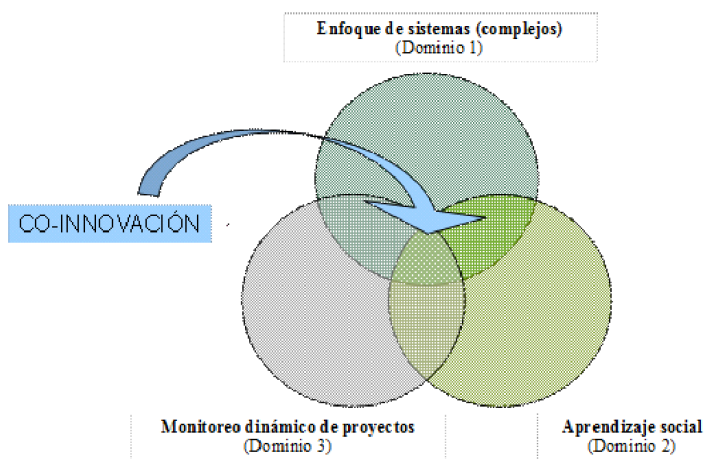 Enfoque de sistemas (complejos)
(Dominio 1)
CO-INNOVACIÓN
Monitoreo dinámico de proyectos
(Dominio 3)
Aprendizaje social
(Dominio 2)